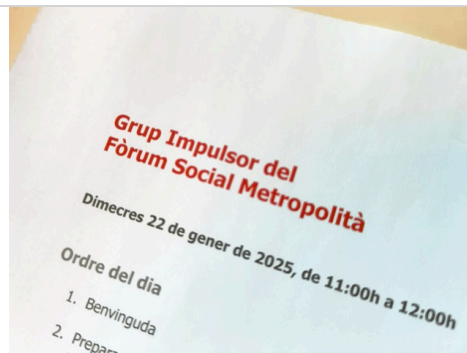 Grup Impulsor del
Fòrum Social Metropolità
Dimecres 22 de gener de 2025, de 11:00h a 12:00h
Ordre del dia
1. Benvinguda
2.